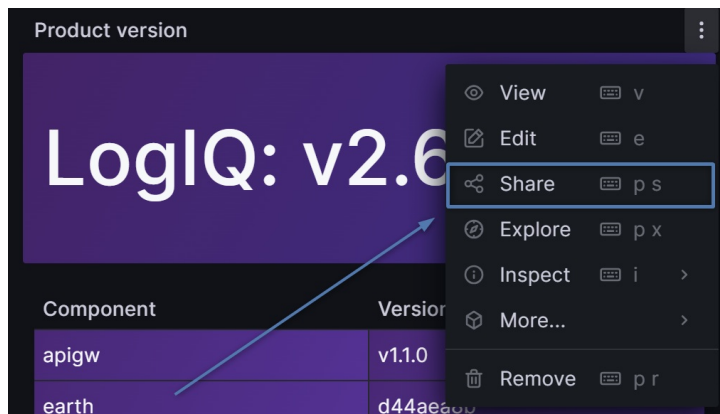 Product version
LogIQ: v2.6
View v
Edit e
Share p s
Explore p x
Inspect i
More...
Remove p r
Component Version
apigw v1.1.0
earth